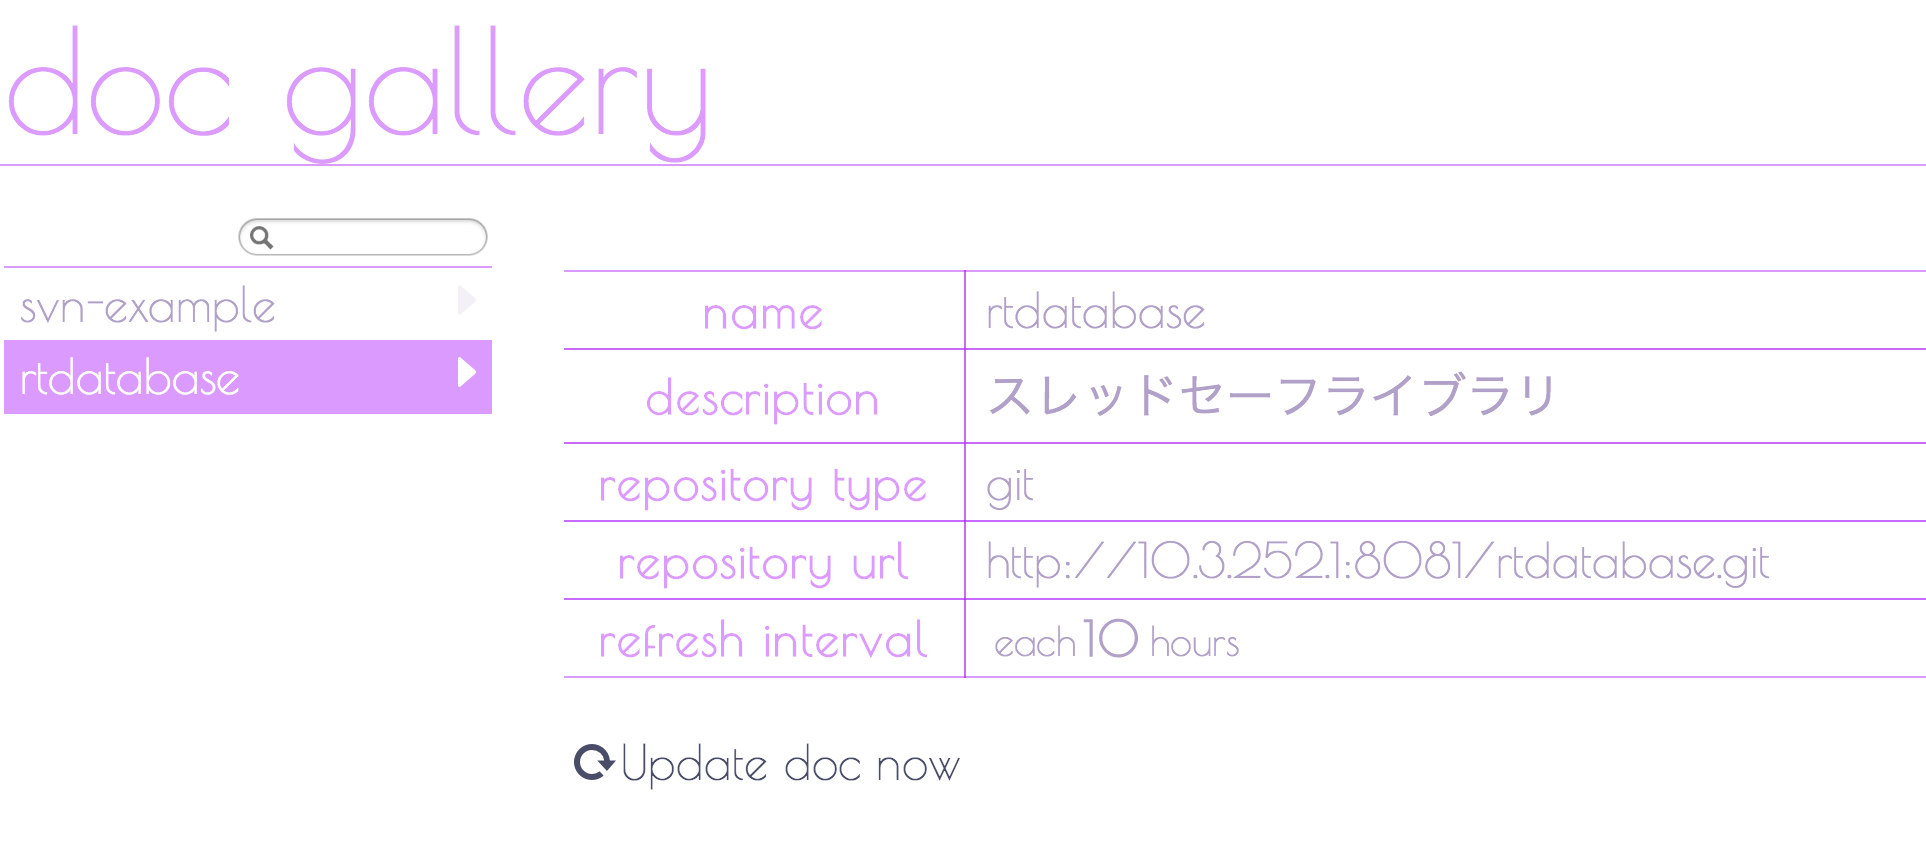 doc gallery
svn-example
rtdatabase
name rtdatabase
description スレッドセーフライブラリ
repository type git
repository url http://10.3.252.1:8081/rtdatabase.git
refresh interval each 10 hours
Update doc now